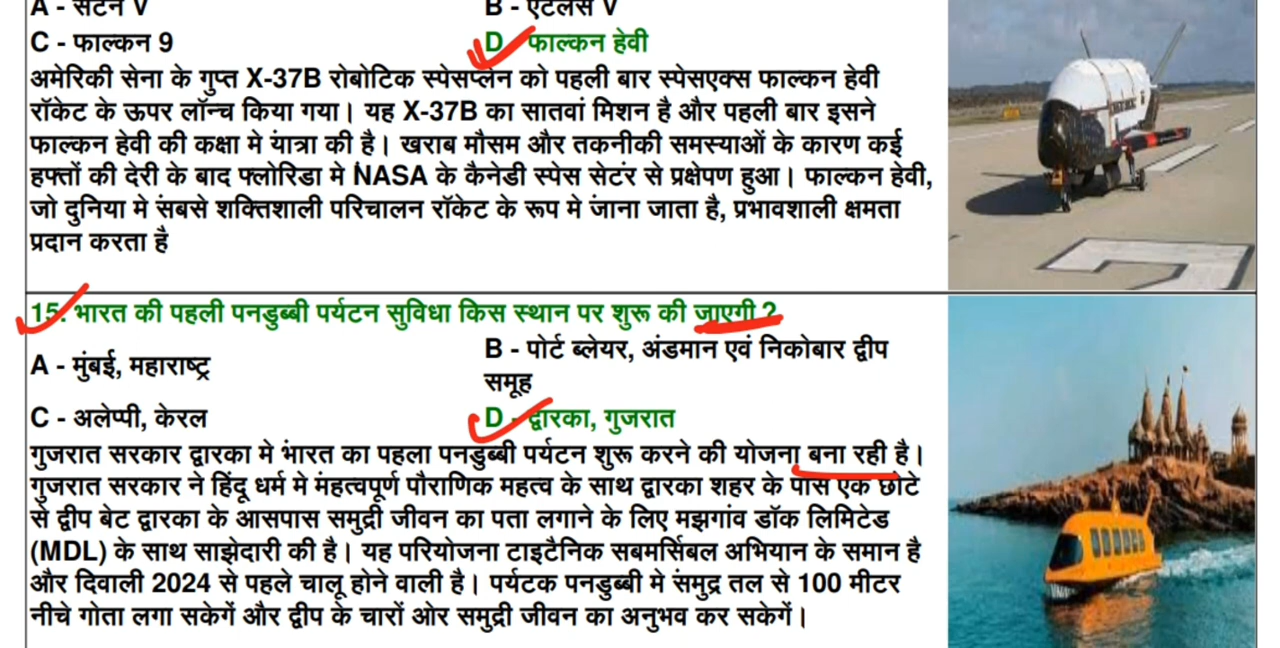 A - सैटर्न V
B - एटलस V
C - फाल्कन 9
D - फाल्कन हेवी
अमेरिकी सेना के गुप्त X-37B रोबोटिक स्पेसप्लेन को पहली बार स्पेसएक्स फाल्कन हेवी
रॉकेट के ऊपर लॉन्च किया गया। यह X-37B का सातवां मिशन है और पहली बार इसने
फाल्कन हेवी की कक्षा मे यंात्रा की है। खराब मौसम और तकनीकी समस्याओं के कारण कई
हफ्तों की देरी के बाद फ्लोरिडा मे NंASA के कैनेडी स्पेस सेटंर से प्रक्षेपण हुआ। फाल्कन हेवी,
जो दुनिया मे संबसे शक्तिशाली परिचालन रॉकेट के रूप मे जंाना जाता है, प्रभावशाली क्षमता
प्रदान करता है
15. भारत की पहली पनडुब्बी पर्यटन सुविधा किस स्थान पर शुरू की जाएगी ?
A - मुंबई, महाराष्ट्र
B - पोर्ट ब्लेयर, अंडमान एवं निकोबार द्वीप
समूह
C - अलेप्पी, केरल
D - द्वारका, गुजरात
गुजरात सरकार द्वारका मे भंारत का पहला पनडुब्बी पर्यटन शुरू करने की योजना बना रही है।
गुजरात सरकार ने हिंदू धर्म मे मंहत्वपूर्ण पौराणिक महत्व के साथ द्वारका शहर के पास एक छोटे
से द्वीप बेट द्वारका के आसपास समुद्री जीवन का पता लगाने के लिए मझगांव डॉक लिमिटेड
(MDL) के साथ साझेदारी की है। यह परियोजना टाइटैनिक सबमर्सिबल अभियान के समान है
और दिवाली 2024 से पहले चालू होने वाली है। पर्यटक पनडुब्बी मे संमुद्र तल से 100 मीटर
नीचे गोता लगा सकेगें और द्वीप के चारों ओर समुद्री जीवन का अनुभव कर सकेगें।